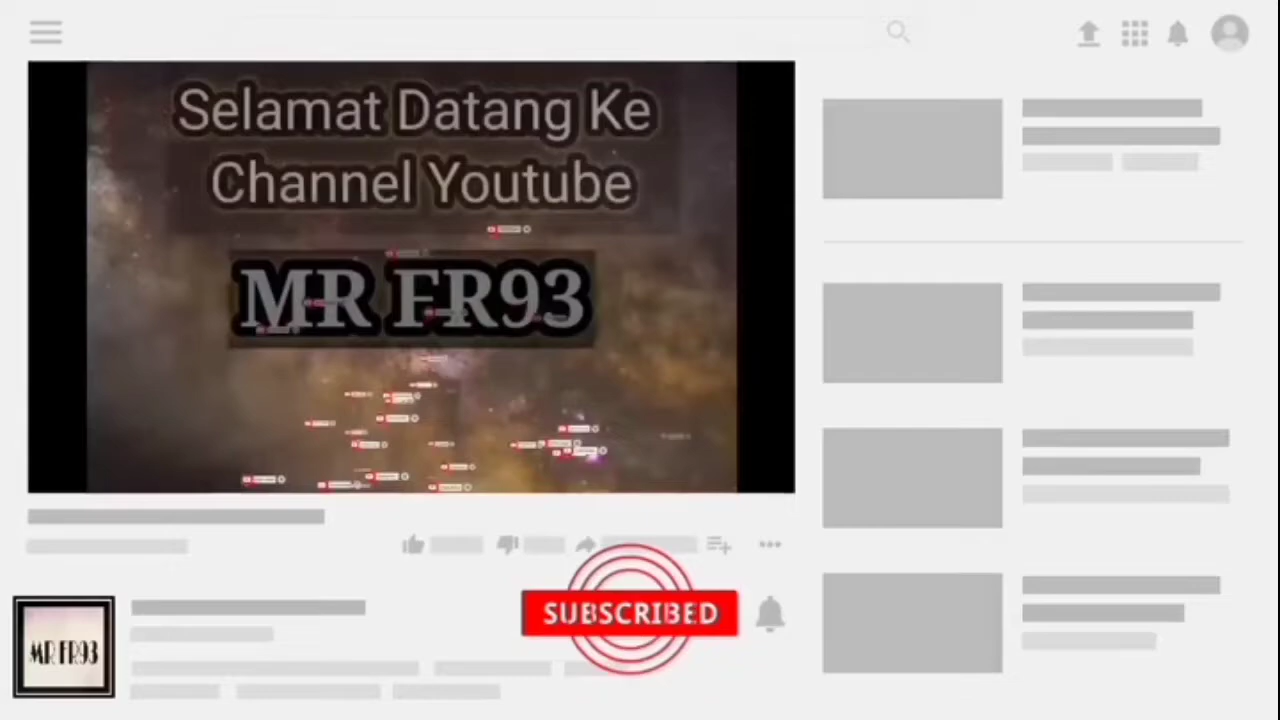 Selamat Datang Ke
Channel Youtube
MR FR93
SUBSCRIBED
MR FR93